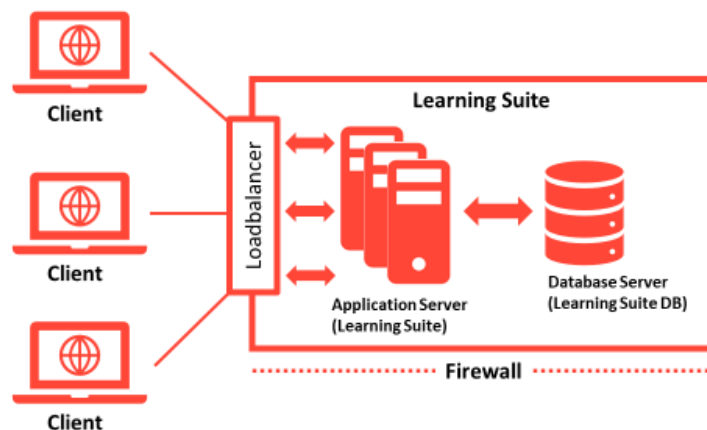 Client
Client
Client
Loadbalancer
Learning Suite
Application Server
(Learning Suite)
Database Server
(Learning Suite DB)
Firewall